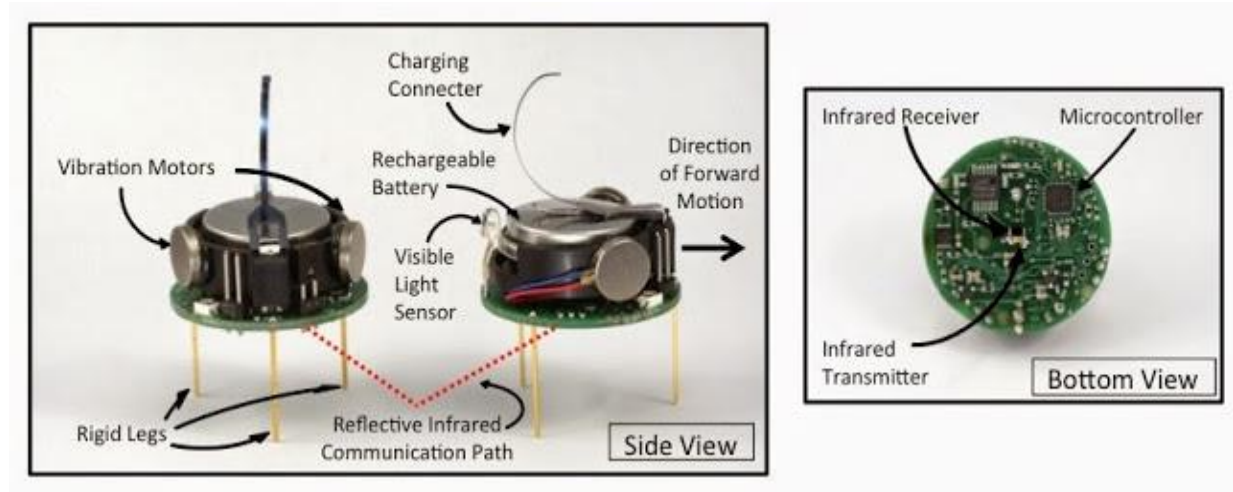 Charging
Connecter
Vibration Motors
Rechargeable
Battery
Direction
of Forward
Motion
Visible
Light
Sensor
Rigid Legs
Reflective Infrared
Communication Path
Side View
Infrared Receiver
Microcontroller
Infrared
Transmitter
Bottom View